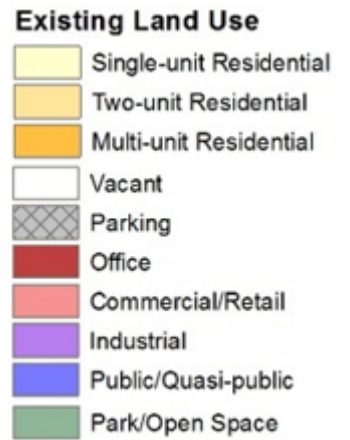 Existing Land Use
Single-unit Residential
Two-unit Residential
Multi-unit Residential
Vacant
Parking
Office
Commercial/Retail
Industrial
Public/Quasi-public
Park/Open Space